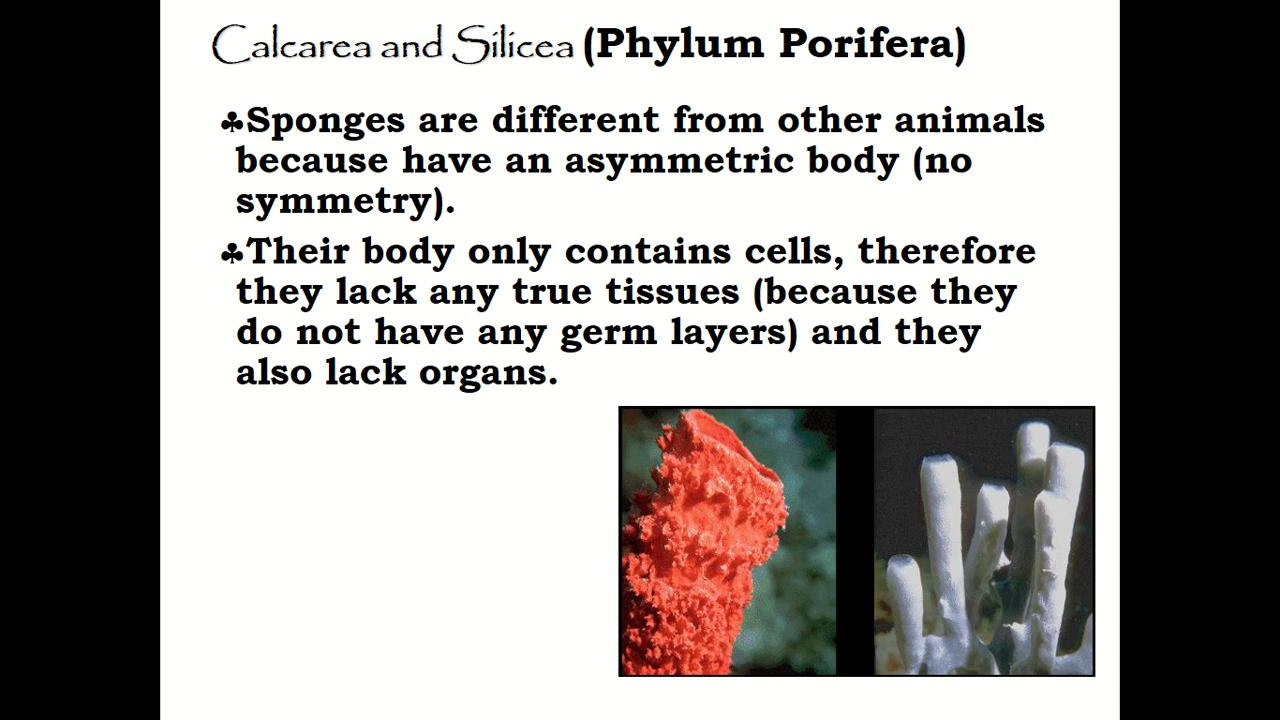 Calcarea and Silicea (Phylum Porifera)
♣Sponges are different from other animals
because have an asymmetric body (no
symmetry).
♣Their body only contains cells, therefore
they lack any true tissues (because they
do not have any germ layers) and they
also lack organs.